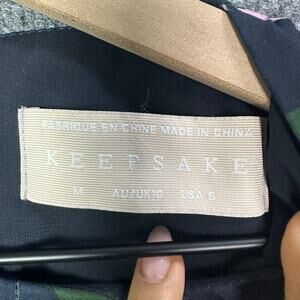 FABRIQUE EN CHINE MADE IN CHINA
KEEPSAKE
M AU/UK10 USA 6